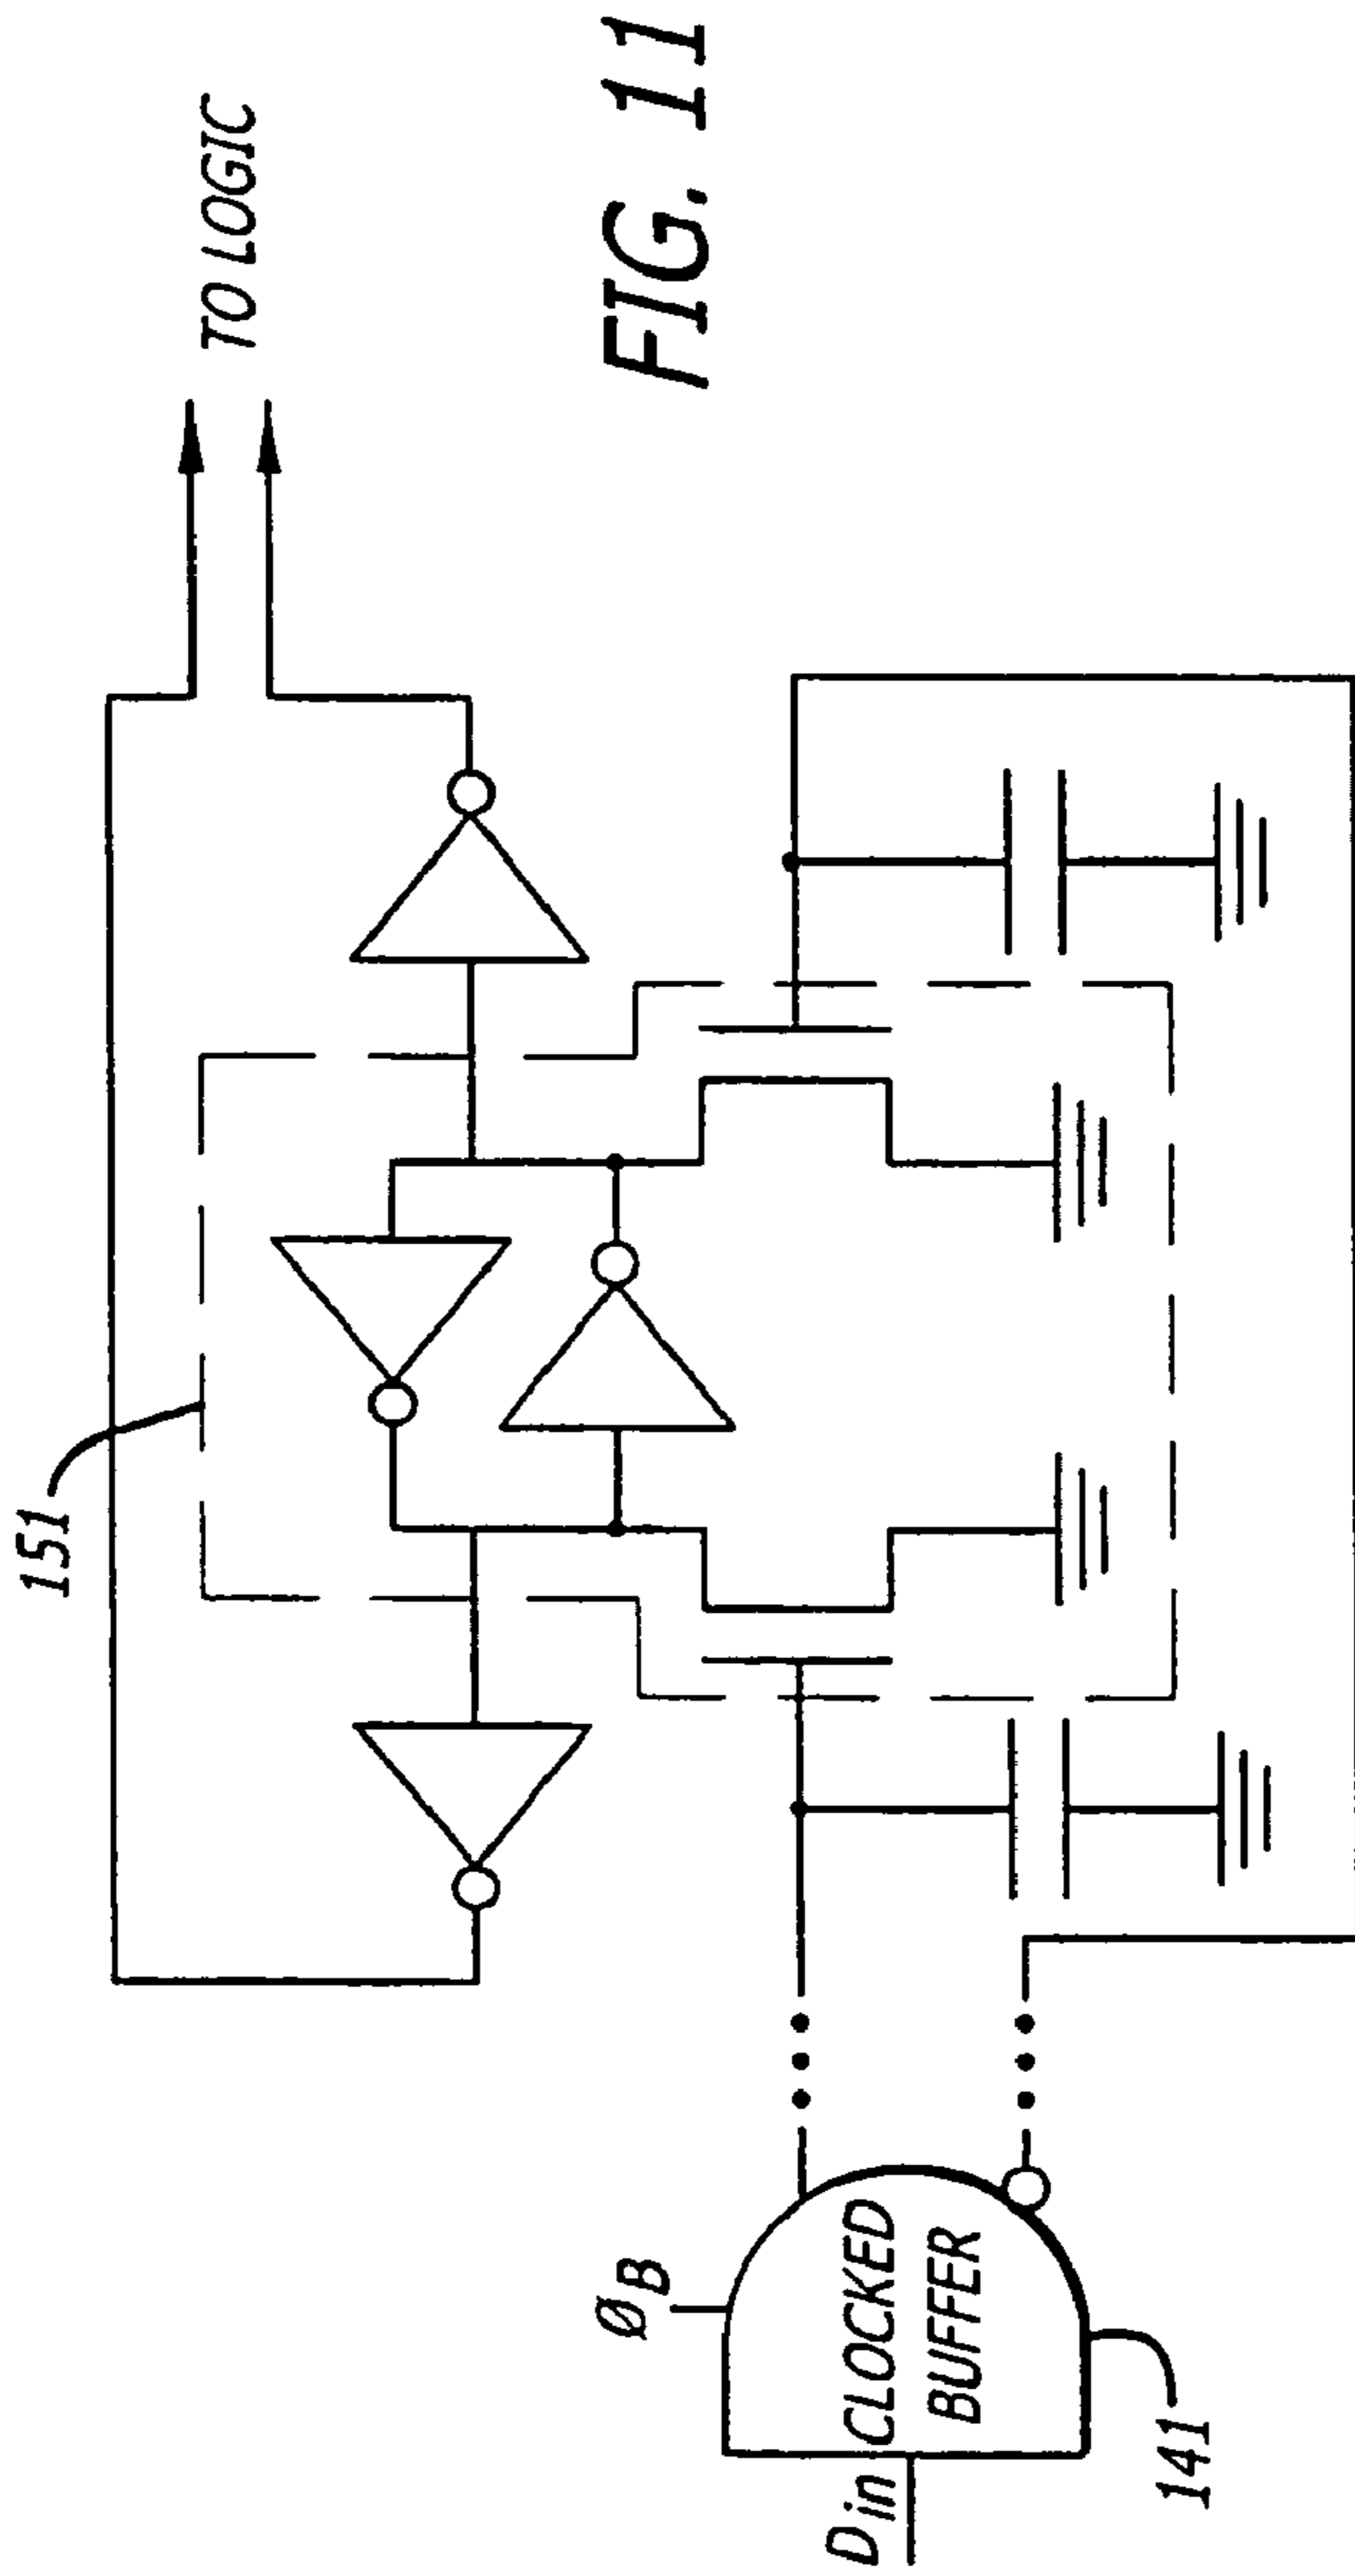 151
TO LOGIC
FIG. 11
ØB
Din
CLOCKED
BUFFER
141